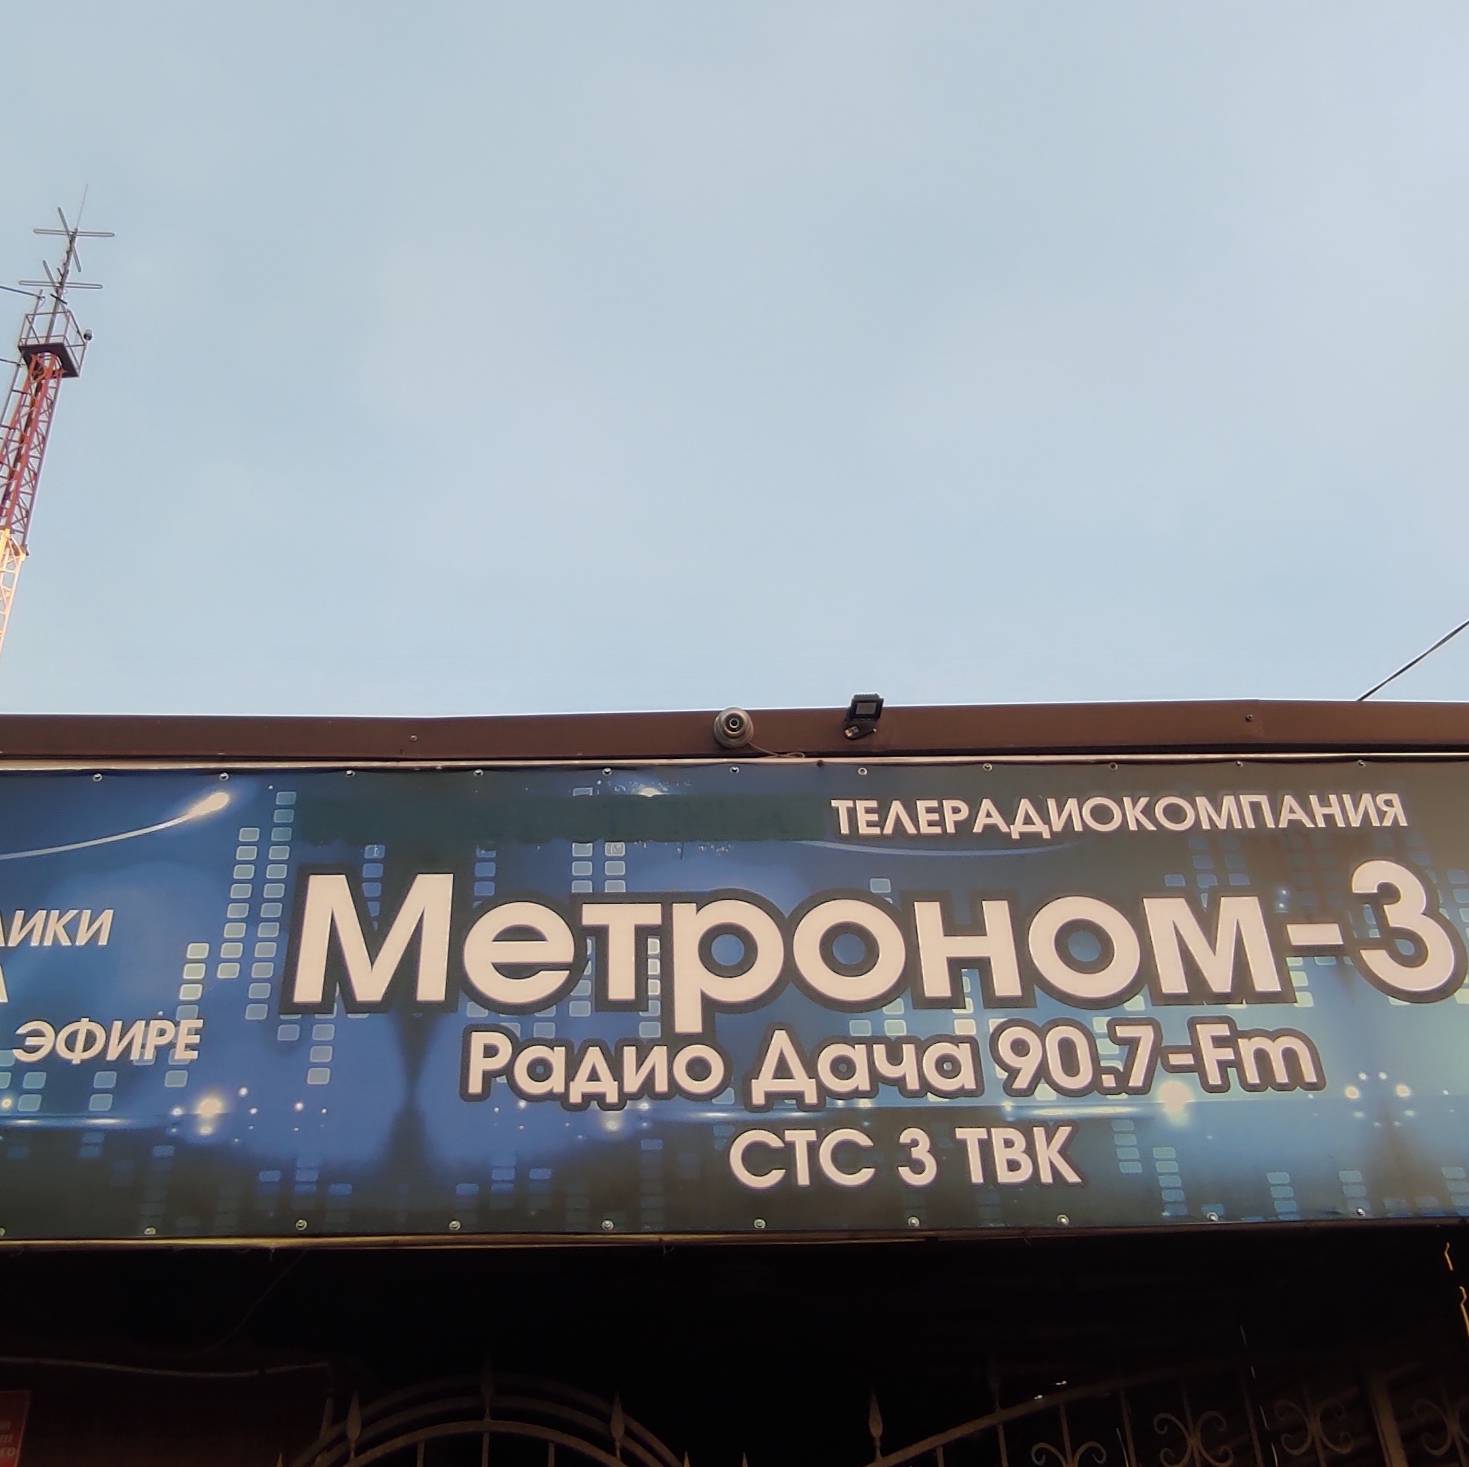 ТЕЛЕРАДИОКОМПАНИЯ
Метроном-3
Радио Дача 90.7-Fm
СТС 3 ТВК
ЭФИРЕ